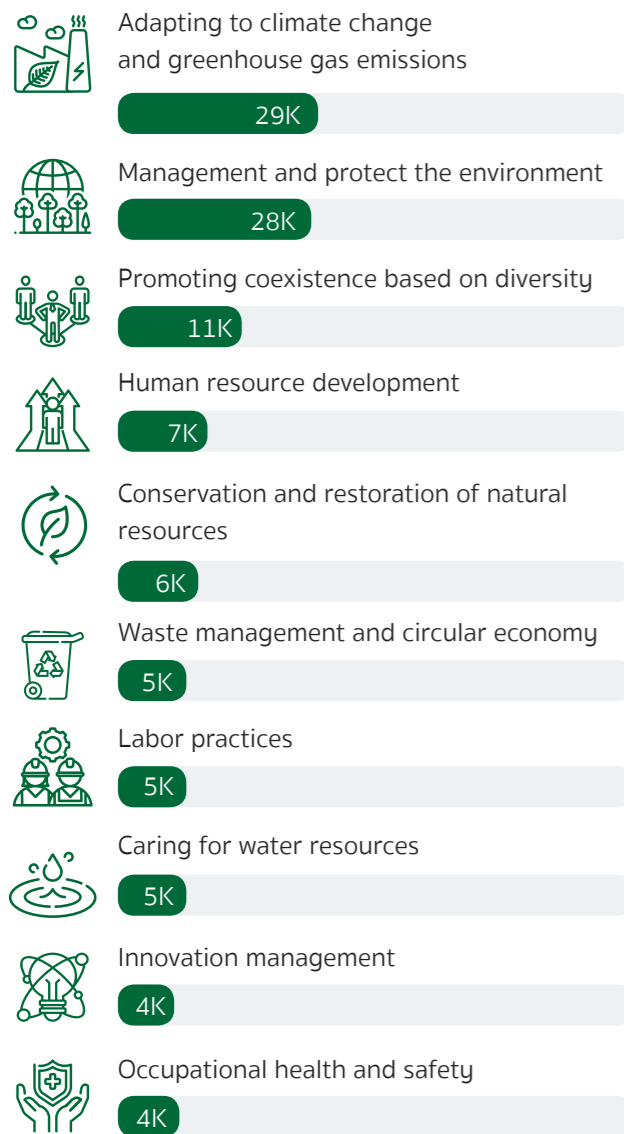 Adapting to climate change
and greenhouse gas emissions
29K
Management and protect the environment
28K
Promoting coexistence based on diversity
11K
Human resource development
7K
Conservation and restoration of natural
resources
6K
Waste management and circular economy
5K
Labor practices
5K
Caring for water resources
5K
Innovation management
4K
Occupational health and safety
4K